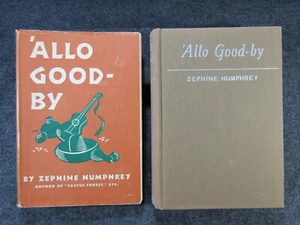 'ALLO
GOOD-
BY
BY ZEPHINE HUMPHREY
AUTHOR OF "CACTUS FOREST," ETC.
'Allo Good-by
ZEPHINE HUMPHREY